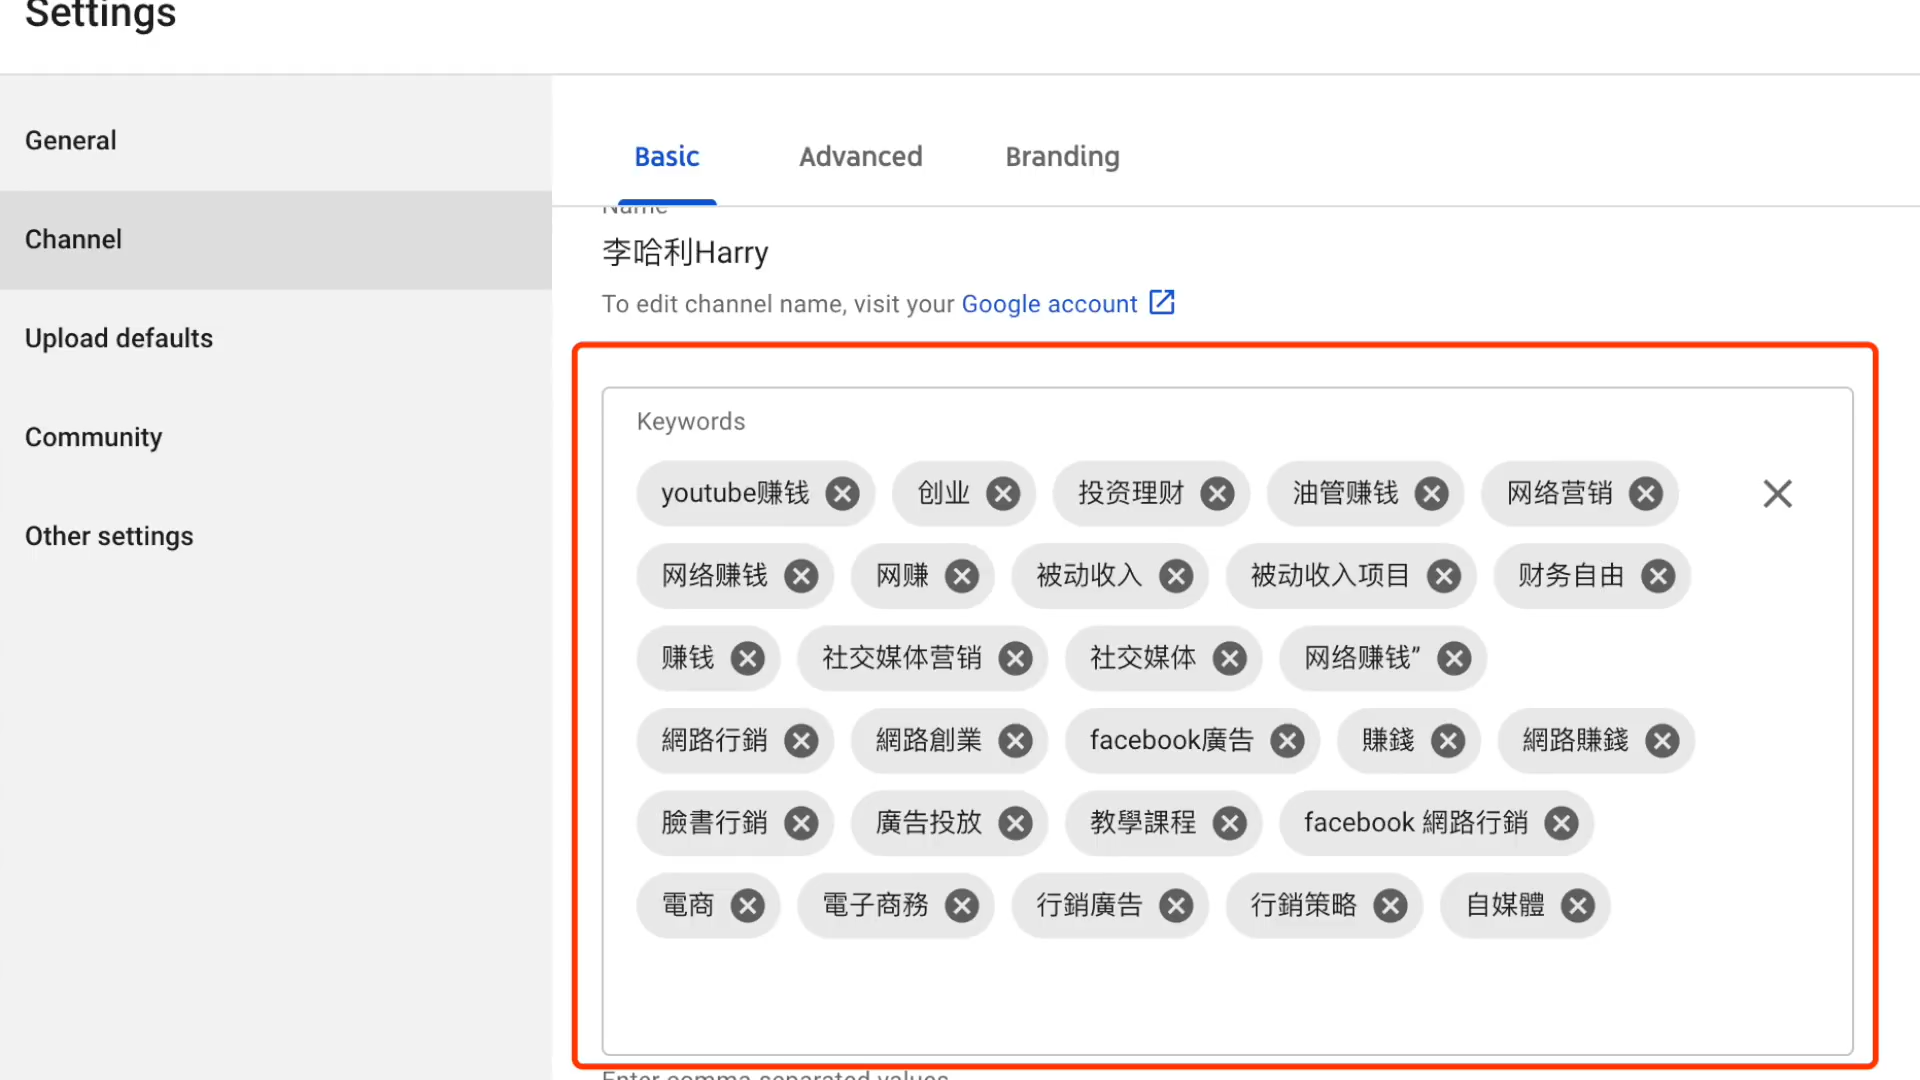 Settings
General
Channel
Upload defaults
Community
Other settings
Basic Advanced Branding
Name
李哈利Harry
To edit channel name, visit your Google account
Keywords
youtube赚钱 创业 投资理财 油管赚钱 网络营销
网络赚钱 网赚 被动收入 被动收入项目 财务自由
赚钱 社交媒体营销 社交媒体 网络赚钱”
網路行銷 網路創業 facebook廣告 賺錢 網路賺錢
臉書行銷 廣告投放 教學課程 facebook 網路行銷
電商 電子商務 行銷廣告 行銷策略 自媒體
Enter comma-separated values